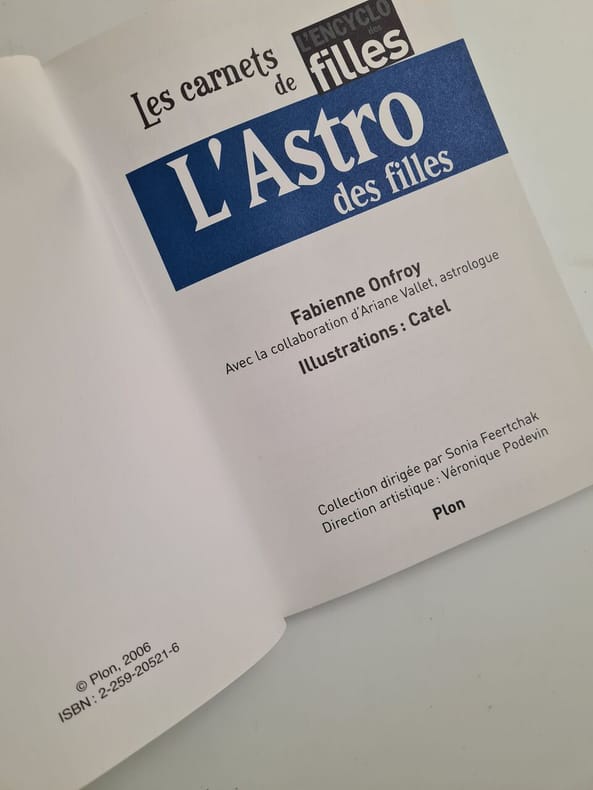 Les carnets
de
L'ENCYCLO
des
filles
L'Astro
des filles
Fabienne Onfroy
Avec la collaboration d'Ariane Vallet, astrologue
Illustrations : Catel
Collection dirigée par Sonia Feertchak
Direction artistique : Véronique Podevin
Plon
© Plon, 2006
ISBN : 2-259-20521-6